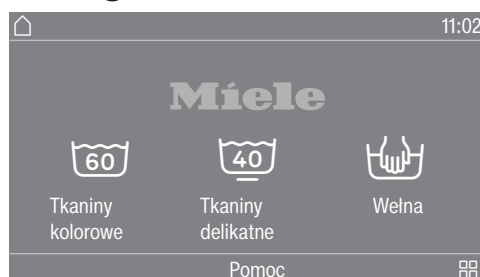 11:02
Miele
60
40
Tkaniny
kolorowe
Tkaniny
delikatne
Wełna
Pomoc